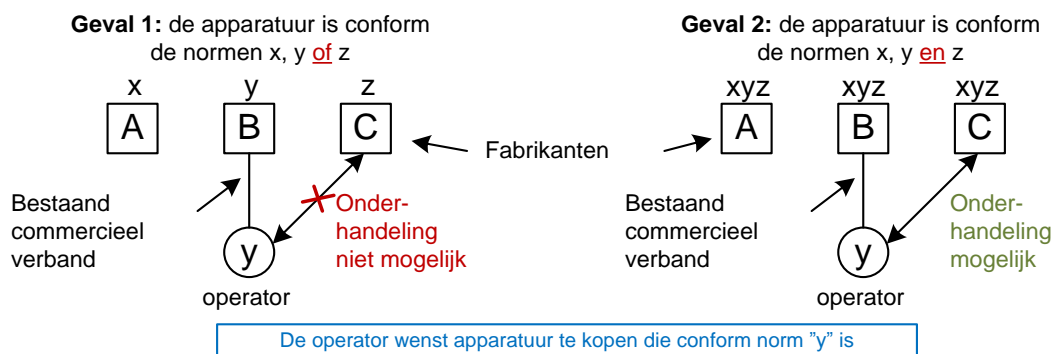 Geval 1: de apparatuur is conform
de normen x, y of z
x y z
A B C
Bestaand
commercieel
verband
Onder-
handeling
niet mogelijk
y
operator
Fabrikanten
Geval 2: de apparatuur is conform
de normen x, y en z
xyz xyz xyz
A B C
Bestaand
commercieel
verband
Onder-
handeling
mogelijk
y
operator
De operator wenst apparatuur te kopen die conform norm ”y” is